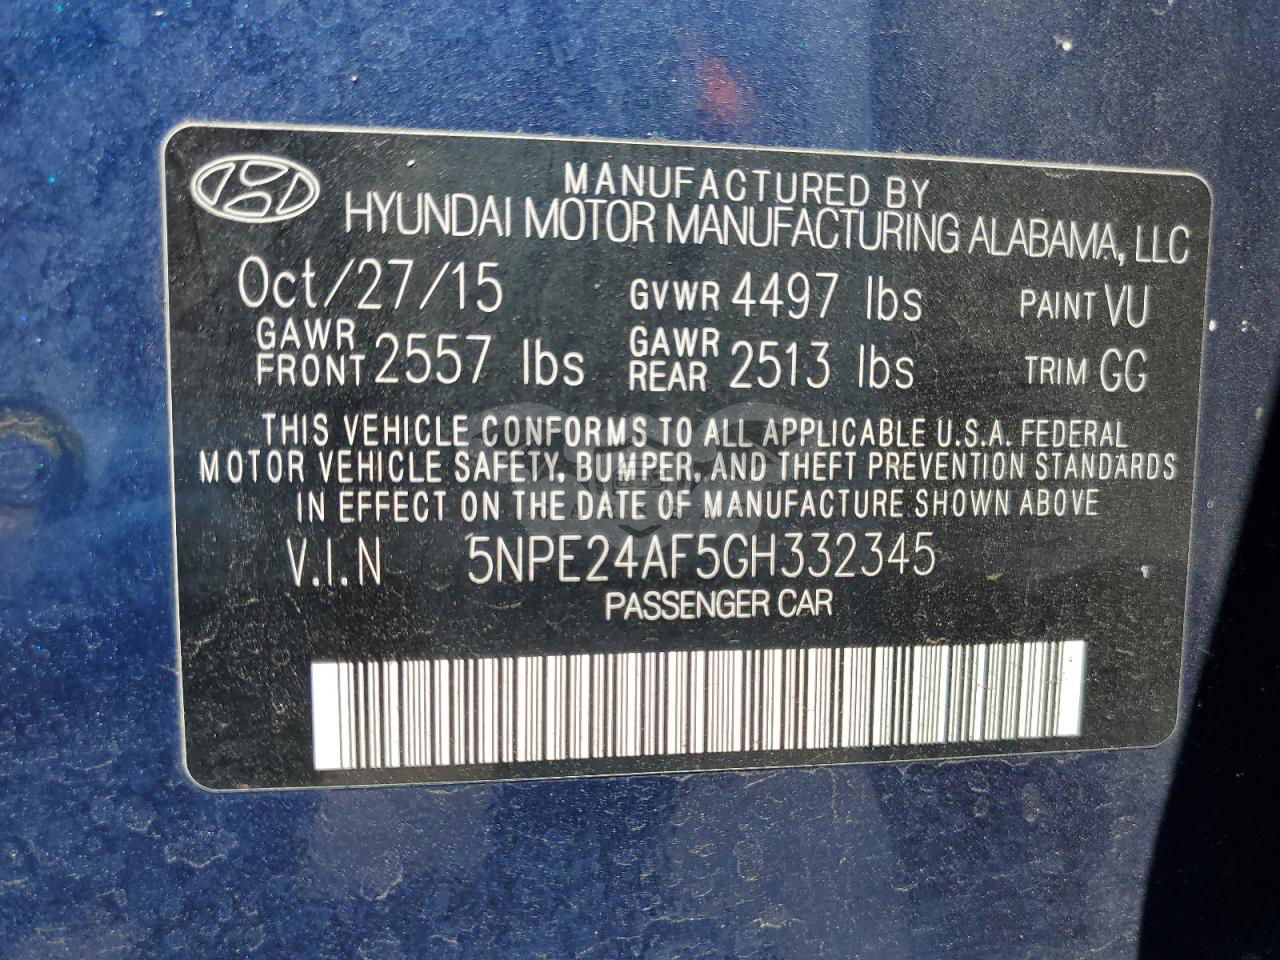 MANUFACTURED BY
HYUNDAI MOTOR MANUFACTURING ALABAMA, LLC
Oct/27/15 GVWR 4497 lbs PAINT VU
GAWR FRONT 2557 lbs GAWR REAR 2513 lbs TRIM GG
THIS VEHICLE CONFORMS TO ALL APPLICABLE U.S.A. FEDERAL
MOTOR VEHICLE SAFETY, BUMPER, AND THEFT PREVENTION STANDARDS
IN EFFECT ON THE DATE OF MANUFACTURE SHOWN ABOVE
V.I.N 5NPE24AF5GH332345
PASSENGER CAR